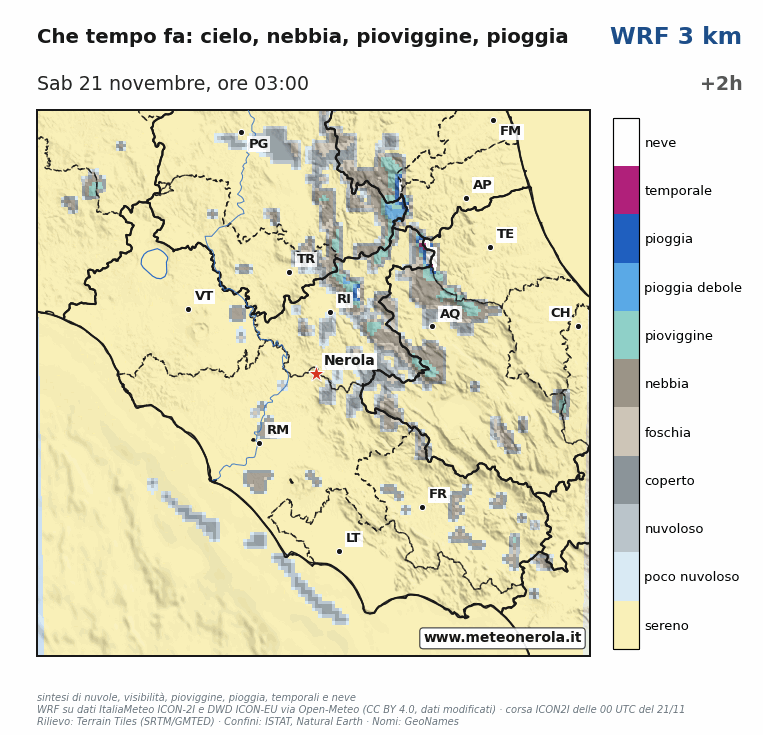 Che tempo fa: cielo, nebbia, pioviggine, pioggia
WRF 3 km
Sab 21 novembre, ore 03:00
+2h
FM
PG
AP
TE
TR
VT
RI
AQ
CH
Nerola
RM
FR
LT
www.meteonerola.it
neve
temporale
pioggia
pioggia debole
pioviggine
nebbia
foschia
coperto
nuvoloso
poco nuvoloso
sereno
sintesi di nuvole, visibilità, pioviggine, pioggia, temporali e neve
WRF su dati ItaliaMeteo ICON-2I e DWD ICON-EU via Open-Meteo (CC BY 4.0, dati modificati) · corsa ICON2I delle 00 UTC del 21/11
Rilievo: Terrain Tiles (SRTM/GMTED) · Confini: ISTAT, Natural Earth · Nomi: GeoNames